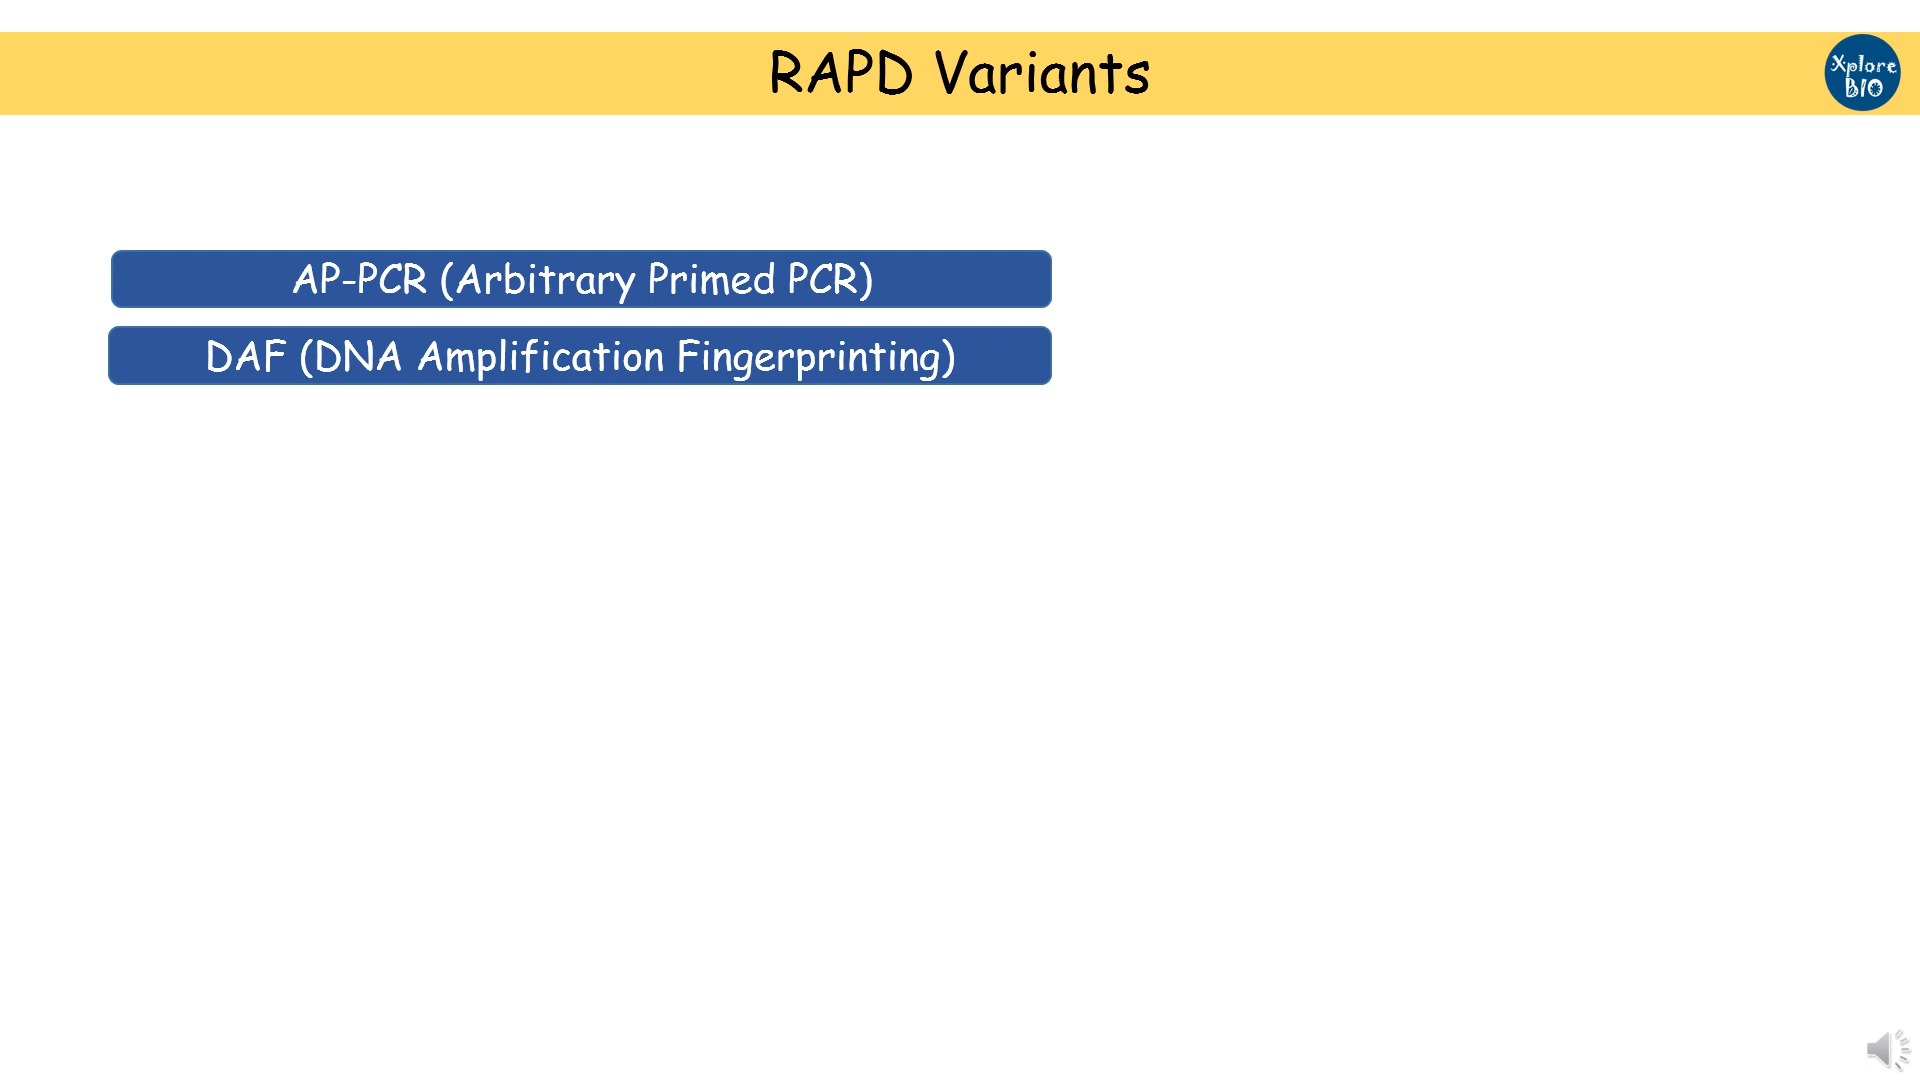 RAPD Variants
Xplore
BIO
AP-PCR (Arbitrary Primed PCR)
DAF (DNA Amplification Fingerprinting)